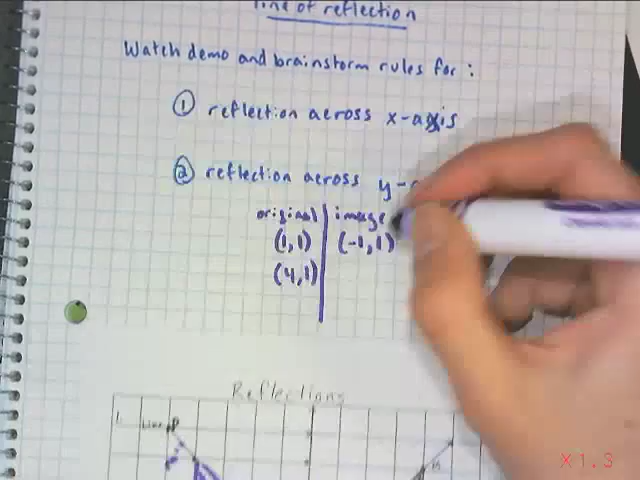 line of reflection
Watch demo and brainstorm rules for :
① reflection across x-axis
② reflection across y-
original image
(1,1) (-1,1)
(4,1)
Reflections
1.
X1.3